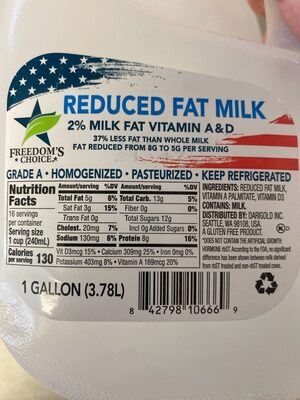 REDUCED FAT MILK
2% MILK FAT VITAMIN A & D
37% LESS FAT THAN WHOLE MILK
FAT REDUCED FROM 8G TO 5G PER SERVING
FREEDOM'S
CHOICE
GRADE A • HOMOGENIZED • PASTEURIZED • KEEP REFRIGERATED
Nutrition
Facts
16 servings
per container
Serving size
1 cup (240mL)
Calories
per serving 130
Amount/serving %DV
Total Fat 5g 6%
Sat Fat 3g 15%
Trans Fat 0g
Cholest. 20mg 7%
Sodium 130mg 6%
Amount/serving %DV
Total Carb. 13g 5%
Fiber 0g 0%
Total Sugars 12g
Incl 0g Added Sugars 0%
Protein 8g 16%
Vit D3mcg 15% • Calcium 309mg 25% • Iron 0mg 0%
Potassium 403mg 8% • Vitamin A 169mcg 20%
INGREDIENTS: REDUCED FAT MILK,
VITAMIN A PALMITATE, VITAMIN D3
CONTAINS: MILK.
DISTRIBUTED BY: DARIGOLD INC.
SEATTLE, WA 98108, USA.
A GLUTEN FREE PRODUCT.
*DOES NOT CONTAIN THE ARTIFICIAL GROWTH
HORMONE rbST. According to the FDA, no significant
difference has been shown between milk derived
from rbST treated and non-rbST treated cows.
1 GALLON (3.78L)
8 42798 10666 9